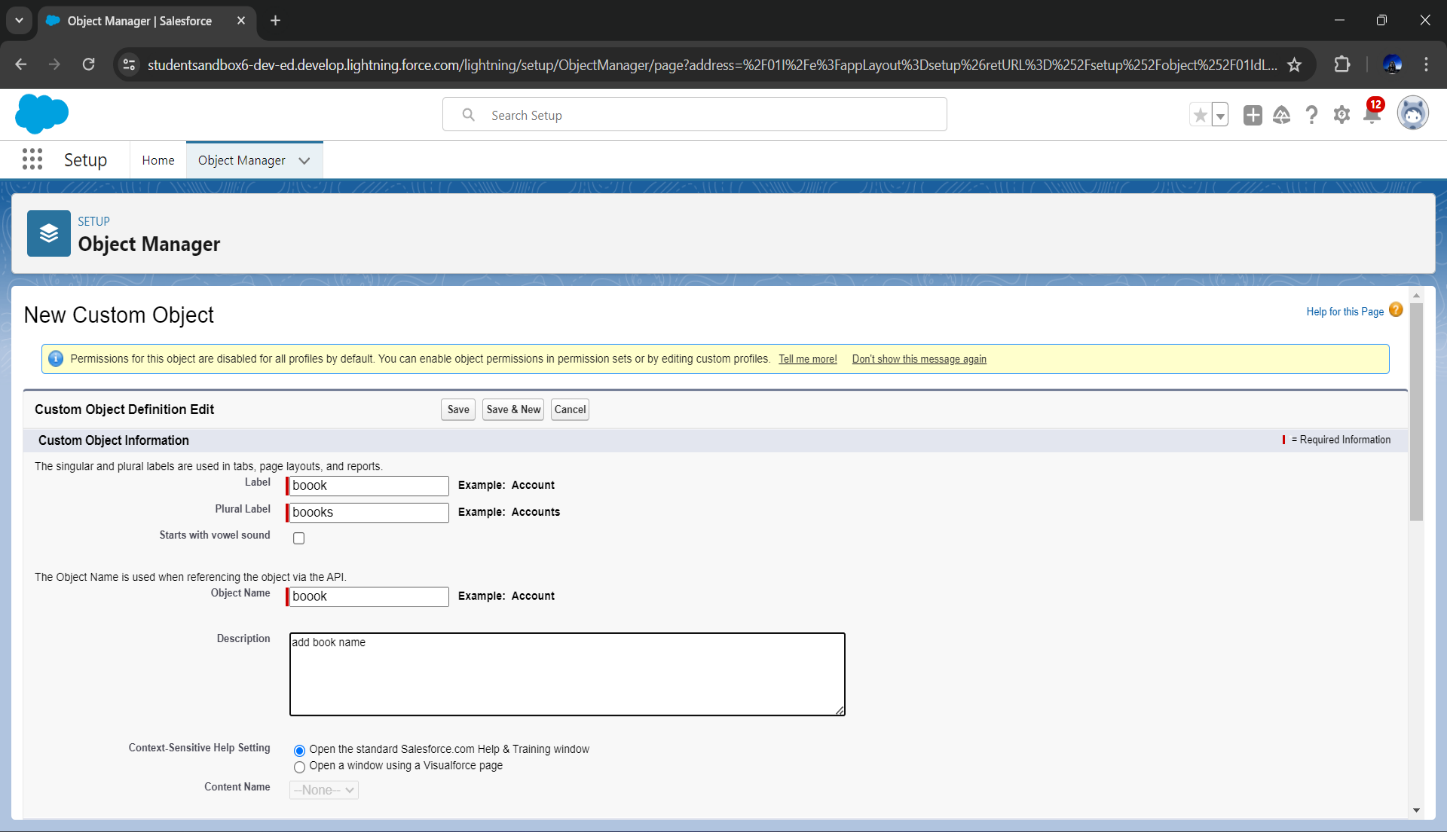 Object Manager | Salesforce
studentsandbox6-dev-ed.develop.lightning.force.com/lightning/setup/ObjectManager/page?address=%2F01I%2Fe%3FappLayout%3Dsetup%26retURL%3D%252Fsetup%252Fobject%252F01IdL...
Search Setup
12
Setup Home Object Manager
SETUP
Object Manager
New Custom Object
Help for this Page ?
Permissions for this object are disabled for all profiles by default. You can enable object permissions in permission sets or by editing custom profiles. Tell me more! Don't show this message again
Custom Object Definition Edit Save Save & New Cancel
Custom Object Information = Required Information
The singular and plural labels are used in tabs, page layouts, and reports.
Label boook Example: Account
Plural Label boooks Example: Accounts
Starts with vowel sound
The Object Name is used when referencing the object via the API.
Object Name boook Example: Account
Description add book name
Context-Sensitive Help Setting Open the standard Salesforce.com Help & Training window
Open a window using a Visualforce page
Content Name --None--